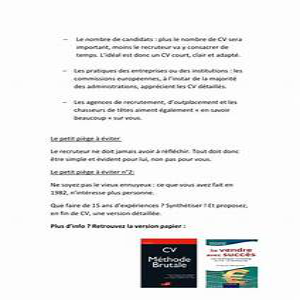 – Le nombre de candidats : plus le nombre de CV sera
important, moins le recruteur va y consacrer de
temps. L'idéal est donc un CV court, clair et adapté.
– Les pratiques des entreprises ou des institutions : les
commissions européennes, à l'instar de la majorité
des administrations, apprécient les CV détaillés.
– Les agences de recrutement, d'outplacement et les
chasseurs de têtes aiment également « en savoir
beaucoup » sur vous.
Le petit piège à éviter
Le recruteur ne doit jamais avoir à réfléchir. Tout doit donc
être simple et évident pour lui, non pas pour vous.
Le petit piège à éviter n°2:
Ne soyez pas le vieux ennuyeux : ce que vous avez fait en
1982, n'intéresse plus personne.
Que faire de 15 ans d'expériences ? Synthétiser ! Et proposez,
en fin de CV, une version détaillée.
Plus d'info ? Retrouvez la version papier :
CV
Méthode
Brutale
se vendre
avec succès